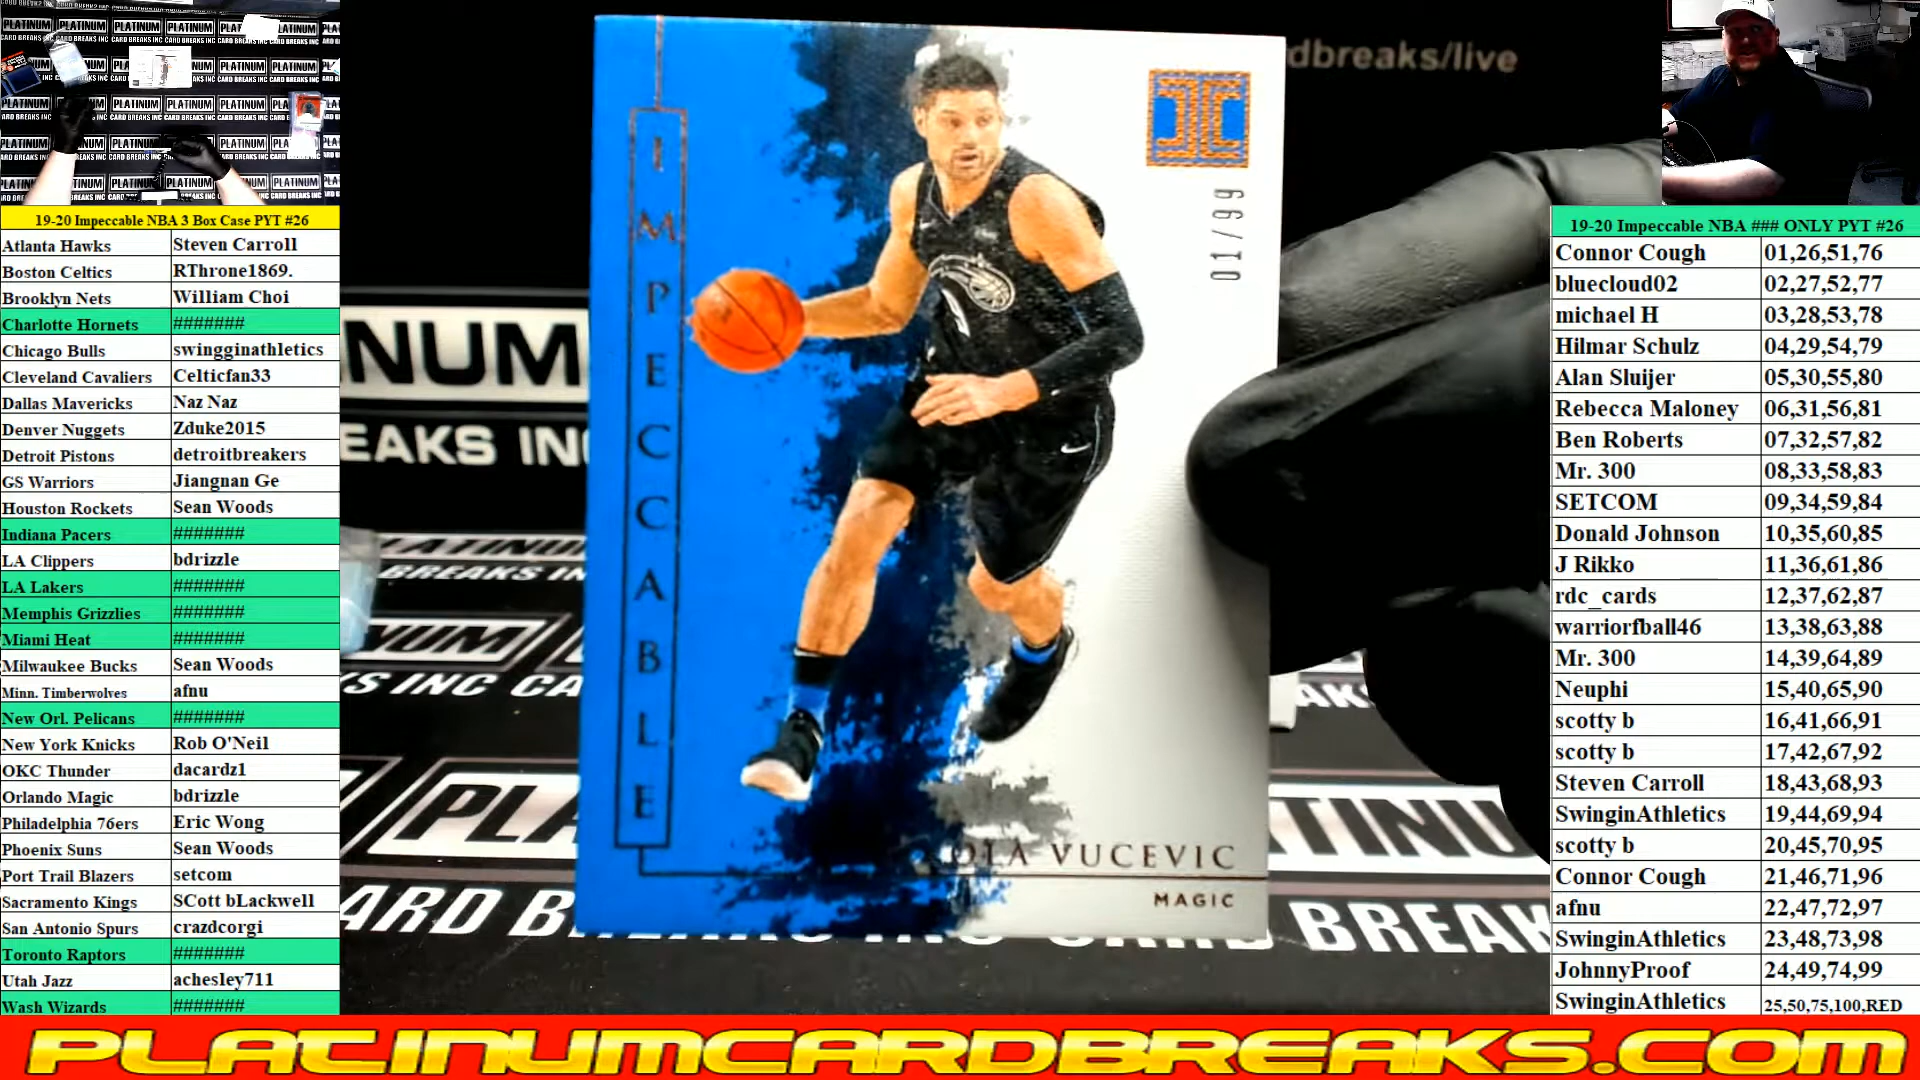 19-20 Impeccable NBA 3 Box Case PYT #26
Atlanta Hawks Steven Carroll
Boston Celtics RThrone1869.
Brooklyn Nets William Choi
Charlotte Hornets #######
Chicago Bulls swingginathletics
Cleveland Cavaliers Celticfan33
Dallas Mavericks Naz Naz
Denver Nuggets Zduke2015
Detroit Pistons detroitbreakers
GS Warriors Jiangnan Ge
Houston Rockets Sean Woods
Indiana Pacers #######
LA Clippers bdrizzle
LA Lakers #######
Memphis Grizzlies #######
Miami Heat #######
Milwaukee Bucks Sean Woods
Minn. Timberwolves afnu
New Orl. Pelicans #######
New York Knicks Rob O'Neil
OKC Thunder dacardz1
Orlando Magic bdrizzle
Philadelphia 76ers Eric Wong
Phoenix Suns Sean Woods
Port Trail Blazers setcom
Sacramento Kings SCott bLackwell
San Antonio Spurs crazdcorgi
Toronto Raptors #######
Utah Jazz achesley711
Wash Wizards #######
dbreaks/live
IMPECCABLE
01/99
OLA VUCEVIC
MAGIC
19-20 Impeccable NBA ### ONLY PYT #26
Connor Cough 01,26,51,76
bluecloud02 02,27,52,77
michael H 03,28,53,78
Hilmar Schulz 04,29,54,79
Alan Sluijer 05,30,55,80
Rebecca Maloney 06,31,56,81
Ben Roberts 07,32,57,82
Mr. 300 08,33,58,83
SETCOM 09,34,59,84
Donald Johnson 10,35,60,85
J Rikko 11,36,61,86
rdc_cards 12,37,62,87
warriorfball46 13,38,63,88
Mr. 300 14,39,64,89
Neuphi 15,40,65,90
scotty b 16,41,66,91
scotty b 17,42,67,92
Steven Carroll 18,43,68,93
SwinginAthletics 19,44,69,94
scotty b 20,45,70,95
Connor Cough 21,46,71,96
afnu 22,47,72,97
SwinginAthletics 23,48,73,98
JohnnyProof 24,49,74,99
SwinginAthletics 25,50,75,100,RED
PLATINUMCARDBREAKS.COM